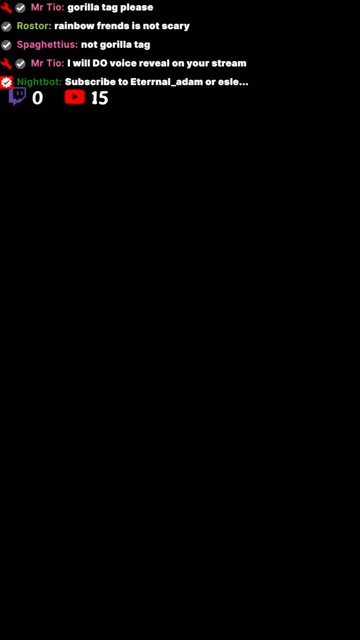 Mr Tio: gorilla tag please
Rostor: rainbow frends is not scary
Spaghettius: not gorilla tag
Mr Tio: I will DO voice reveal on your stream
Nightbot: Subscribe to Eterrnal_adam or esle...
0 15